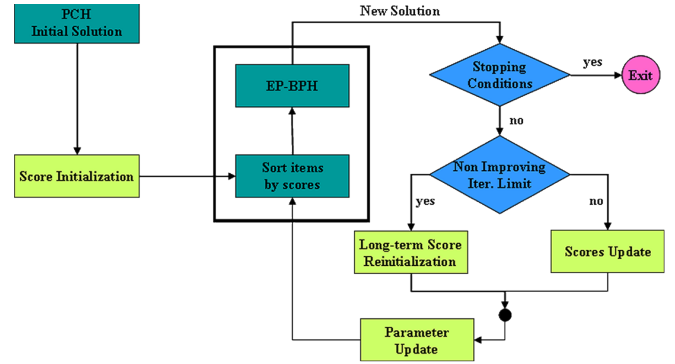 PCH
Initial Solution
New Solution
Stopping
Conditions
yes
Exit
EP-BPH
no
Score Initialization
Sort items
by scores
Non Improving
Iter. Limit
yes
no
Long-term Score
Reinitialization
Scores Update
Parameter
Update